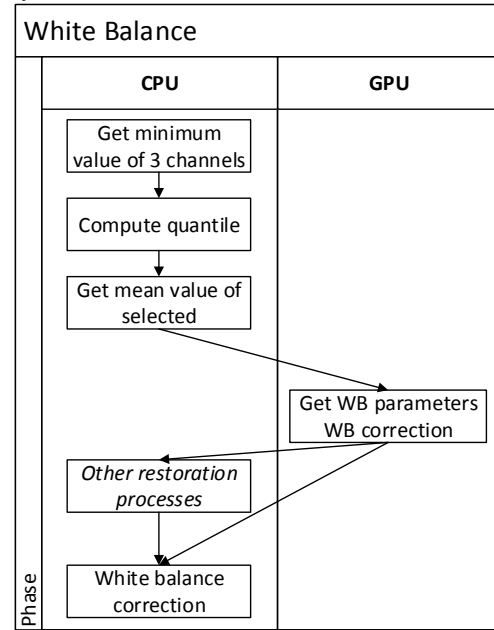 White Balance
CPU
GPU
Get minimum
value of 3 channels
Compute quantile
Get mean value of
selected
Get WB parameters
WB correction
Other restoration
processes
White balance
correction
Phase